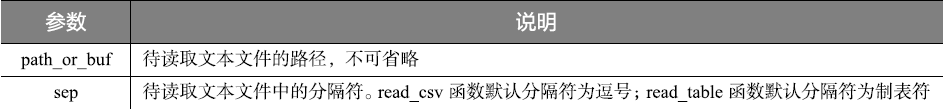 参数 说明
path_or_buf 待读取文本文件的路径，不可省略
sep 待读取文本文件中的分隔符。read_csv 函数默认分隔符为逗号；read_table 函数默认分隔符为制表符